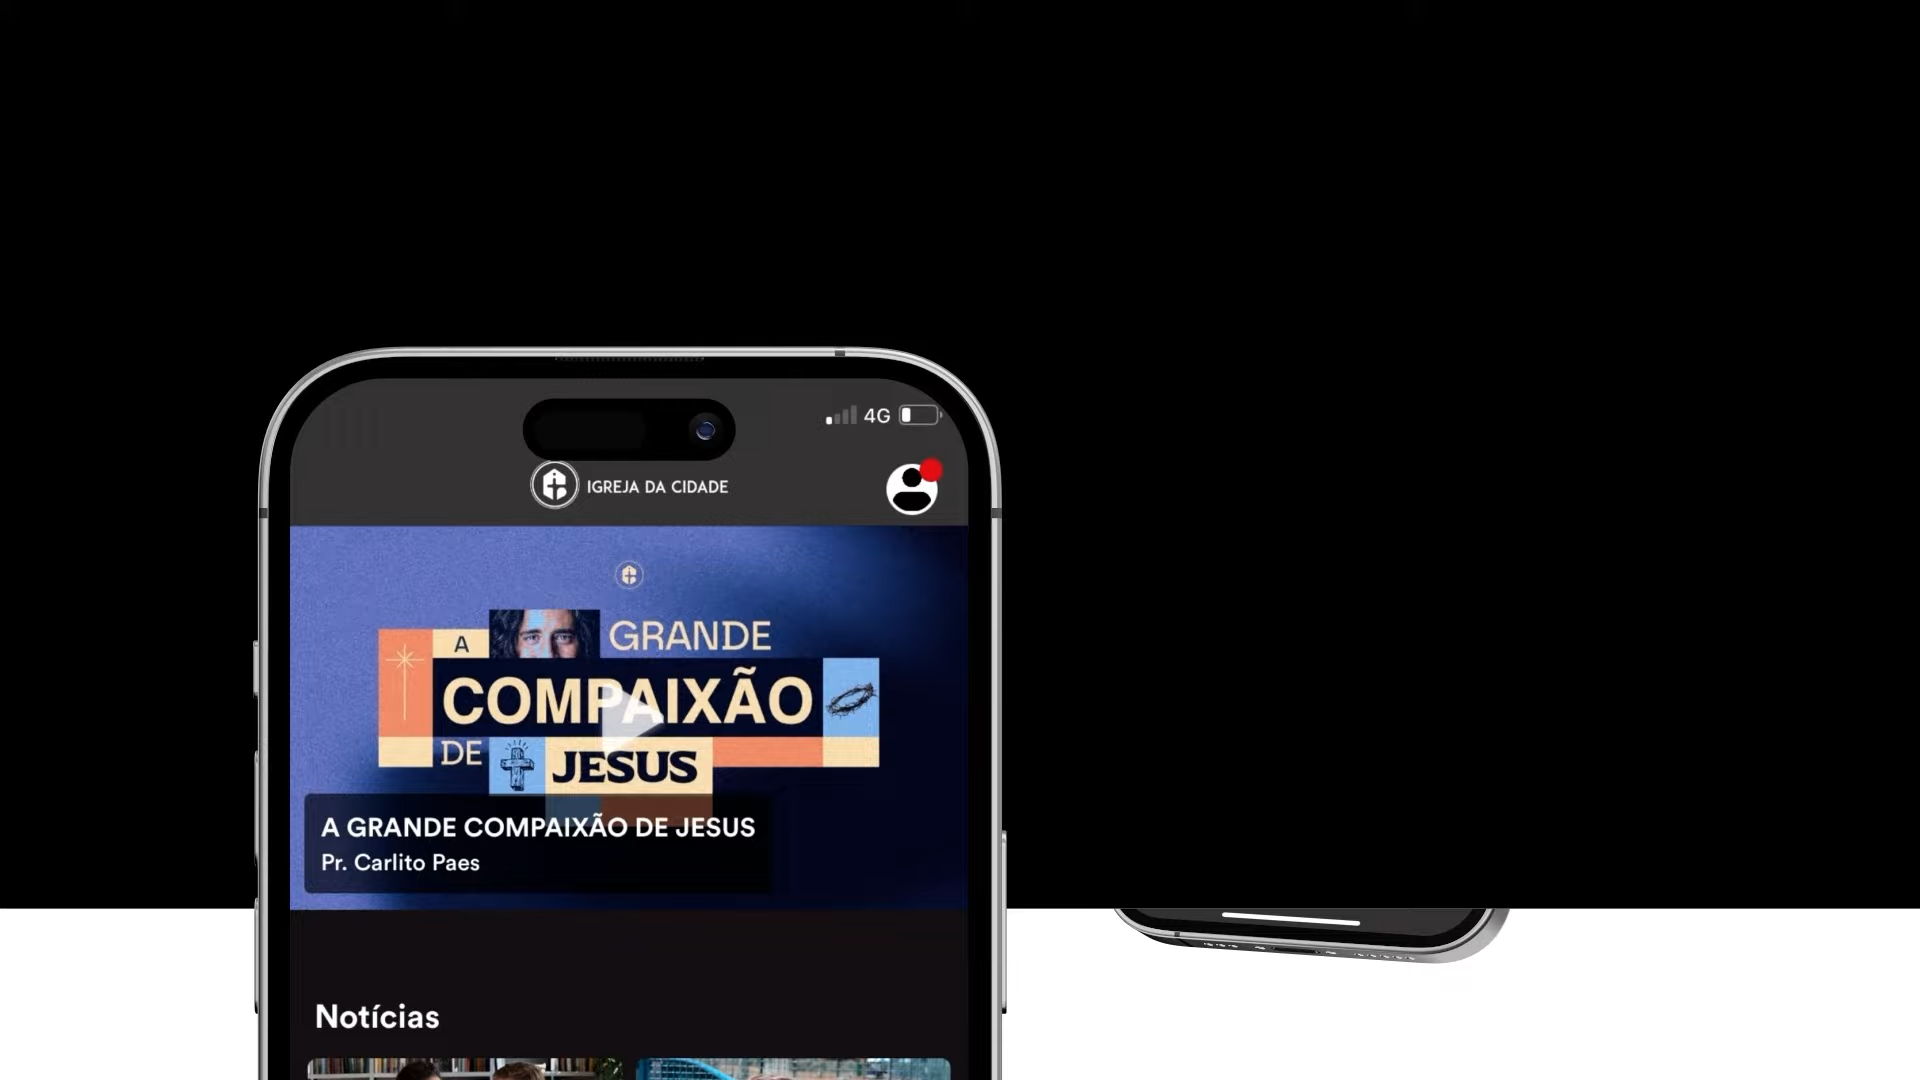 4G
IGREJA DA CIDADE
A
GRANDE
COMPAIXÃO
DE
JESUS
A GRANDE COMPAIXÃO DE JESUS
Pr. Carlito Paes
Notícias